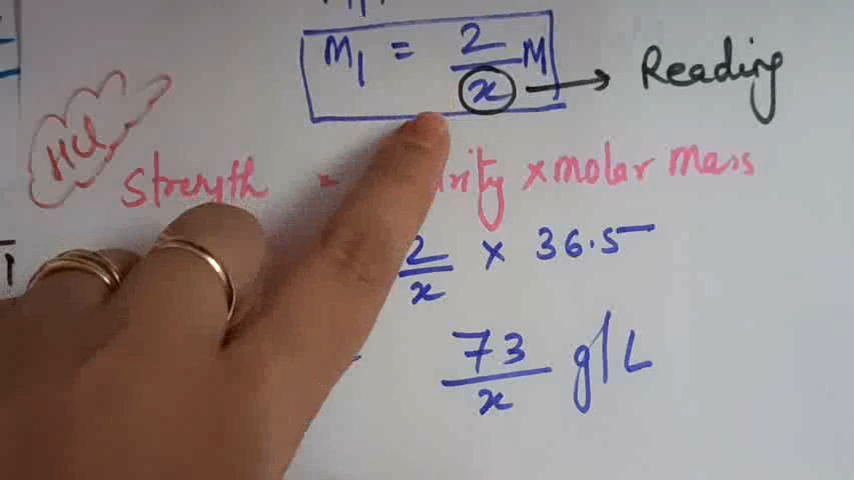 M1 = 2/x M → Reading
HCl
Strength = × molar mass
2/x × 36.5
73/x g/L